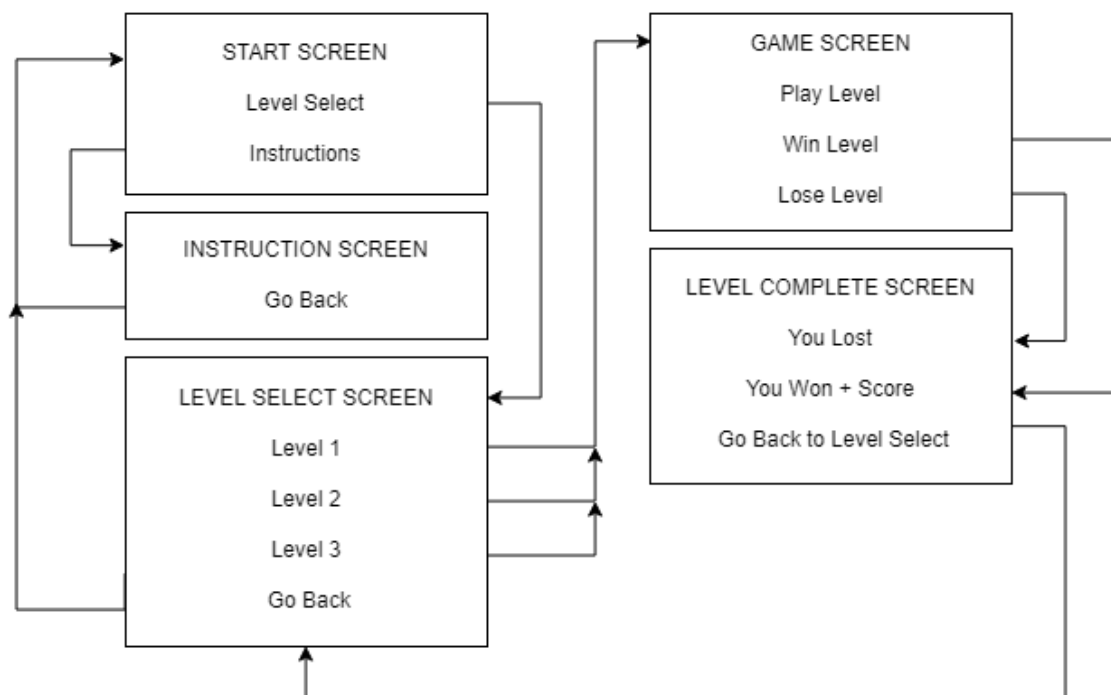 START SCREEN
Level Select
Instructions
INSTRUCTION SCREEN
Go Back
LEVEL SELECT SCREEN
Level 1
Level 2
Level 3
Go Back
GAME SCREEN
Play Level
Win Level
Lose Level
LEVEL COMPLETE SCREEN
You Lost
You Won + Score
Go Back to Level Select